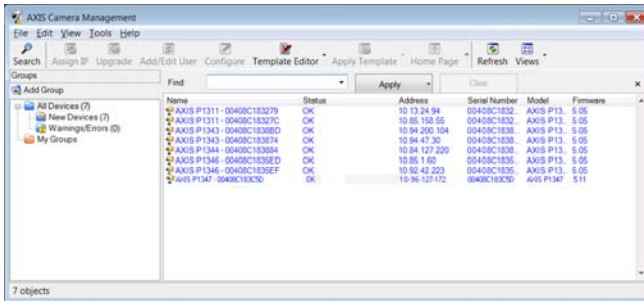 AXIS Camera Management
File Edit View Tools Help
Search Assign IP Upgrade Add/Edit User Configure Template Editor Apply Template Home Page Refresh Views
Groups
Find: Apply Clear
Add Group
Name Status Address Serial Number Model Firmware
All Devices (7)
New Devices (7)
Warnings/Errors (0)
My Groups
AXIS P1311 - 00408C183279 OK 10.13.24.94 00408C1832... AXIS P13... 5.05
AXIS P1311 - 00408C18327C OK 10.85.158.55 00408C1832... AXIS P13... 5.05
AXIS P1343 - 00408C1838BD OK 10.94.200.104 00408C1838... AXIS P13... 5.05
AXIS P1343 - 00408C183874 OK 10.94.47.30 00408C1838... AXIS P13... 5.05
AXIS P1344 - 00408C183884 OK 10.84.127.220 00408C1838... AXIS P13... 5.05
AXIS P1346 - 00408C1835ED OK 10.85.1.60 00408C1835... AXIS P13... 5.05
AXIS P1346 - 00408C1835EF OK 10.92.42.223 00408C1835... AXIS P13... 5.05
AXIS P1347 - 00408C183C5D OK 10-96-127-172. 00408C183C5D AXIS P1347 5.11
7 objects